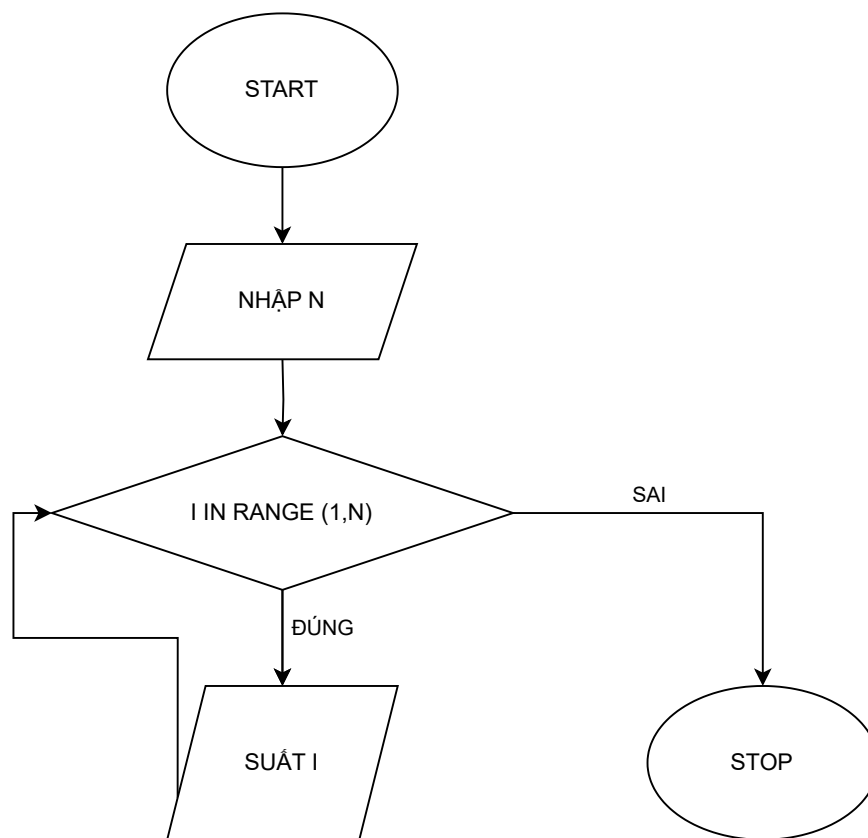 START
NHẬP N
I IN RANGE (1,N)
SAI
ĐÚNG
SUẤT I
STOP